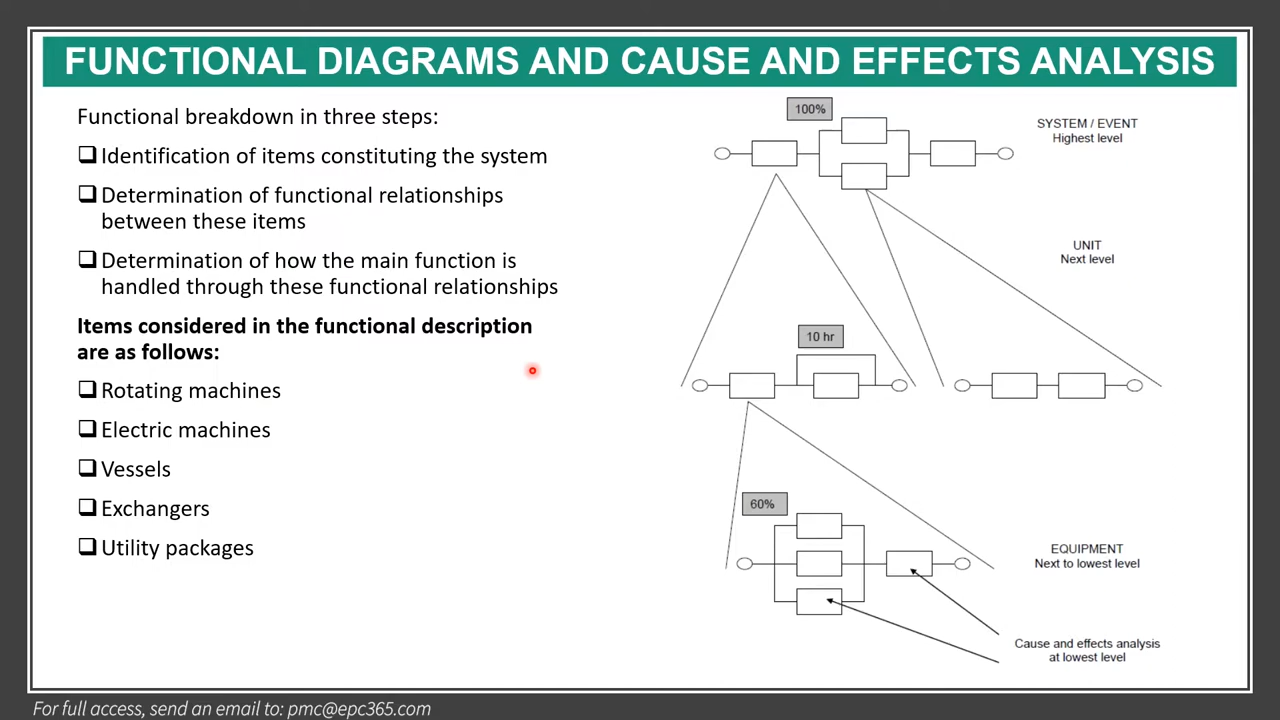 FUNCTIONAL DIAGRAMS AND CAUSE AND EFFECTS ANALYSIS
Functional breakdown in three steps:
Identification of items constituting the system
Determination of functional relationships
between these items
Determination of how the main function is
handled through these functional relationships
Items considered in the functional description
are as follows:
Rotating machines
Electric machines
Vessels
Exchangers
Utility packages
100%
SYSTEM / EVENT
Highest level
UNIT
Next level
10 hr
60%
EQUIPMENT
Next to lowest level
Cause and effects analysis
at lowest level
For full access, send an email to: pmc@epc365.com